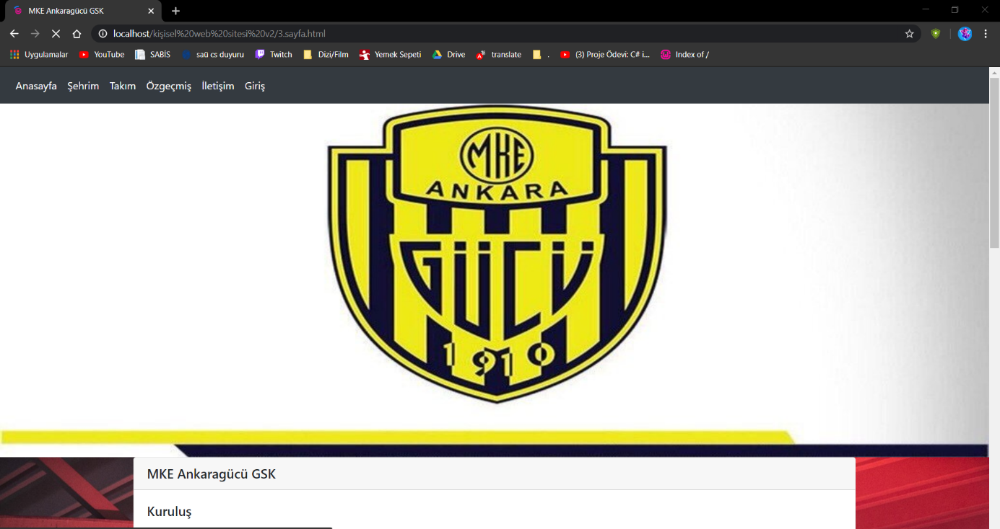 MKE Ankaragücü GSK
localhost/kişisel%20web%20sitesi%20v2/3.sayfa.html
Uygulamalar YouTube SABİS saü cs duyuru Twitch Dizi/Film Yemek Sepeti Drive translate . (3) Proje Ödevi: C# i... Index of /
Anasayfa Şehrim Takım Özgeçmiş İletişim Giriş
MKE
ANKARA
GÜCÜ
1910
MKE Ankaragücü GSK
Kuruluş